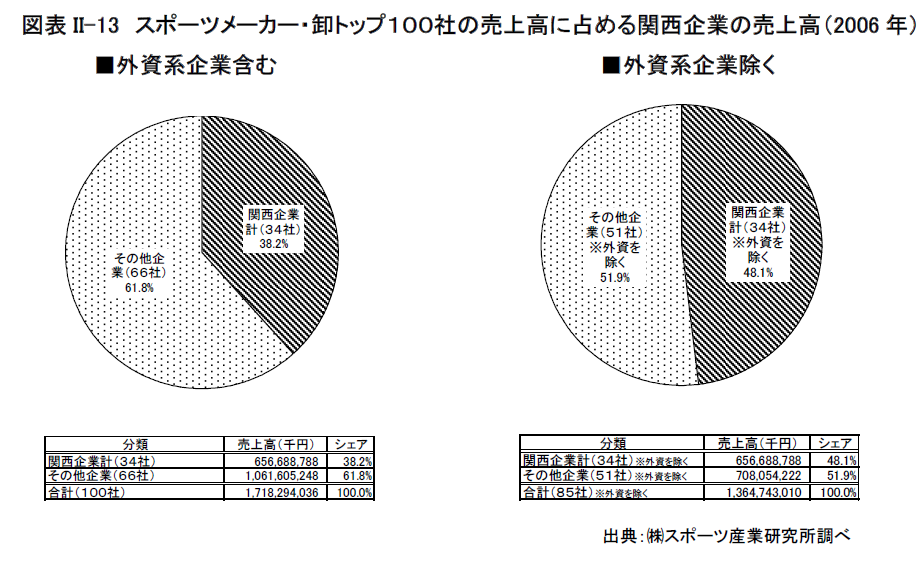 図表Ⅱ-13 スポーツメーカー・卸トップ100社の売上高に占める関西企業の売上高（2006年）
■外資系企業含む
■外資系企業除く
関西企業
計（34社）
38.2%
その他企
業（66社）
61.8%
その他企
業（51社）
※外資を
除く
51.9%
関西企業
計（34社）
※外資を
除く
48.1%
分類 売上高（千円） シェア
関西企業計（34社） 656,688,788 38.2%
その他企業（66社） 1,061,605,248 61.8%
合計（100社） 1,718,294,036 100.0%
分類 売上高（千円） シェア
関西企業計（34社）※外資を除く 656,688,788 48.1%
その他企業（51社）※外資を除く 708,054,222 51.9%
合計（85社）※外資を除く 1,364,743,010 100.0%
出典：㈱スポーツ産業研究所調べ